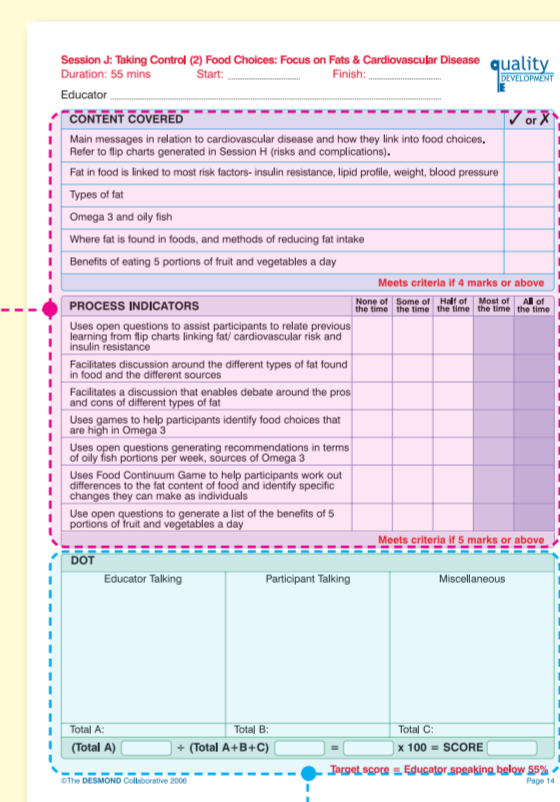 Session J: Taking Control (2) Food Choices: Focus on Fats & Cardiovascular Disease
Duration: 55 mins Start: Finish:
quality
DEVELOPMENT
Educator
CONTENT COVERED ✓ or ✗
Main messages in relation to cardiovascular disease and how they link into food choices.
Refer to flip charts generated in Session H (risks and complications).
Fat in food is linked to most risk factors- insulin resistance, lipid profile, weight, blood pressure
Types of fat
Omega 3 and oily fish
Where fat is found in foods, and methods of reducing fat intake
Benefits of eating 5 portions of fruit and vegetables a day
Meets criteria if 4 marks or above
PROCESS INDICATORS
None of the time
Some of the time
Half of the time
Most of the time
All of the time
Uses open questions to assist participants to relate previous
learning from flip charts linking fat/ cardiovascular risk and
insulin resistance
Facilitates discussion around the different types of fat found
in food and the different sources
Facilitates a discussion that enables debate around the pros
and cons of different types of fat
Uses games to help participants identify food choices that
are high in Omega 3
Uses open questions generating recommendations in terms
of oily fish portions per week, sources of Omega 3
Uses Food Continuum Game to help participants work out
differences to the fat content of food and identify specific
changes they can make as individuals
Use open questions to generate a list of the benefits of 5
portions of fruit and vegetables a day
Meets criteria if 5 marks or above
DOT
Educator Talking Participant Talking Miscellaneous
Total A: Total B: Total C:
(Total A) ÷ (Total A+B+C) = x 100 = SCORE
Target score = Educator speaking below 55%
©The DESMOND Collaborative 2006 Page 14